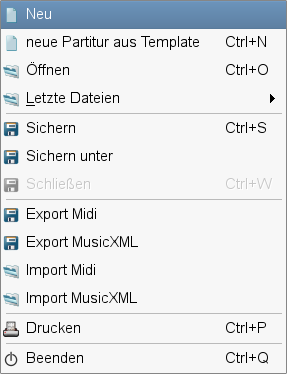 Neu
neue Partitur aus Template Ctrl+N
Öffnen Ctrl+O
Letzte Dateien
Sichern Ctrl+S
Sichern unter
Schließen Ctrl+W
Export Midi
Export MusicXML
Import Midi
Import MusicXML
Drucken Ctrl+P
Beenden Ctrl+Q